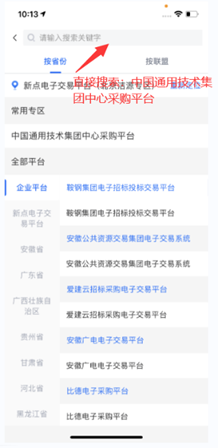 10:13
请输入搜索关键字
按省份
按联盟
直接搜索：中国通用技术集
团中心采购平台
新点电子交易平台
常用专区
中国通用技术集团中心采购平台
全部平台
企业平台
鞍钢集团电子招标投标交易平台
新点电子交
易平台
鞍钢集团电子招标投标交易平台
安徽省
安徽公共资源交易集团电子交易系统
安徽公共资源交易集团电子交易系统
广东省
爱建云招标采购电子交易平台
广西壮族自
治区
爱建云招标采购电子交易平台
贵州省
安徽广电电子交易平台
甘肃省
安徽广电电子交易平台
河北省
比德电子采购平台
黑龙江省
比德电子采购平台